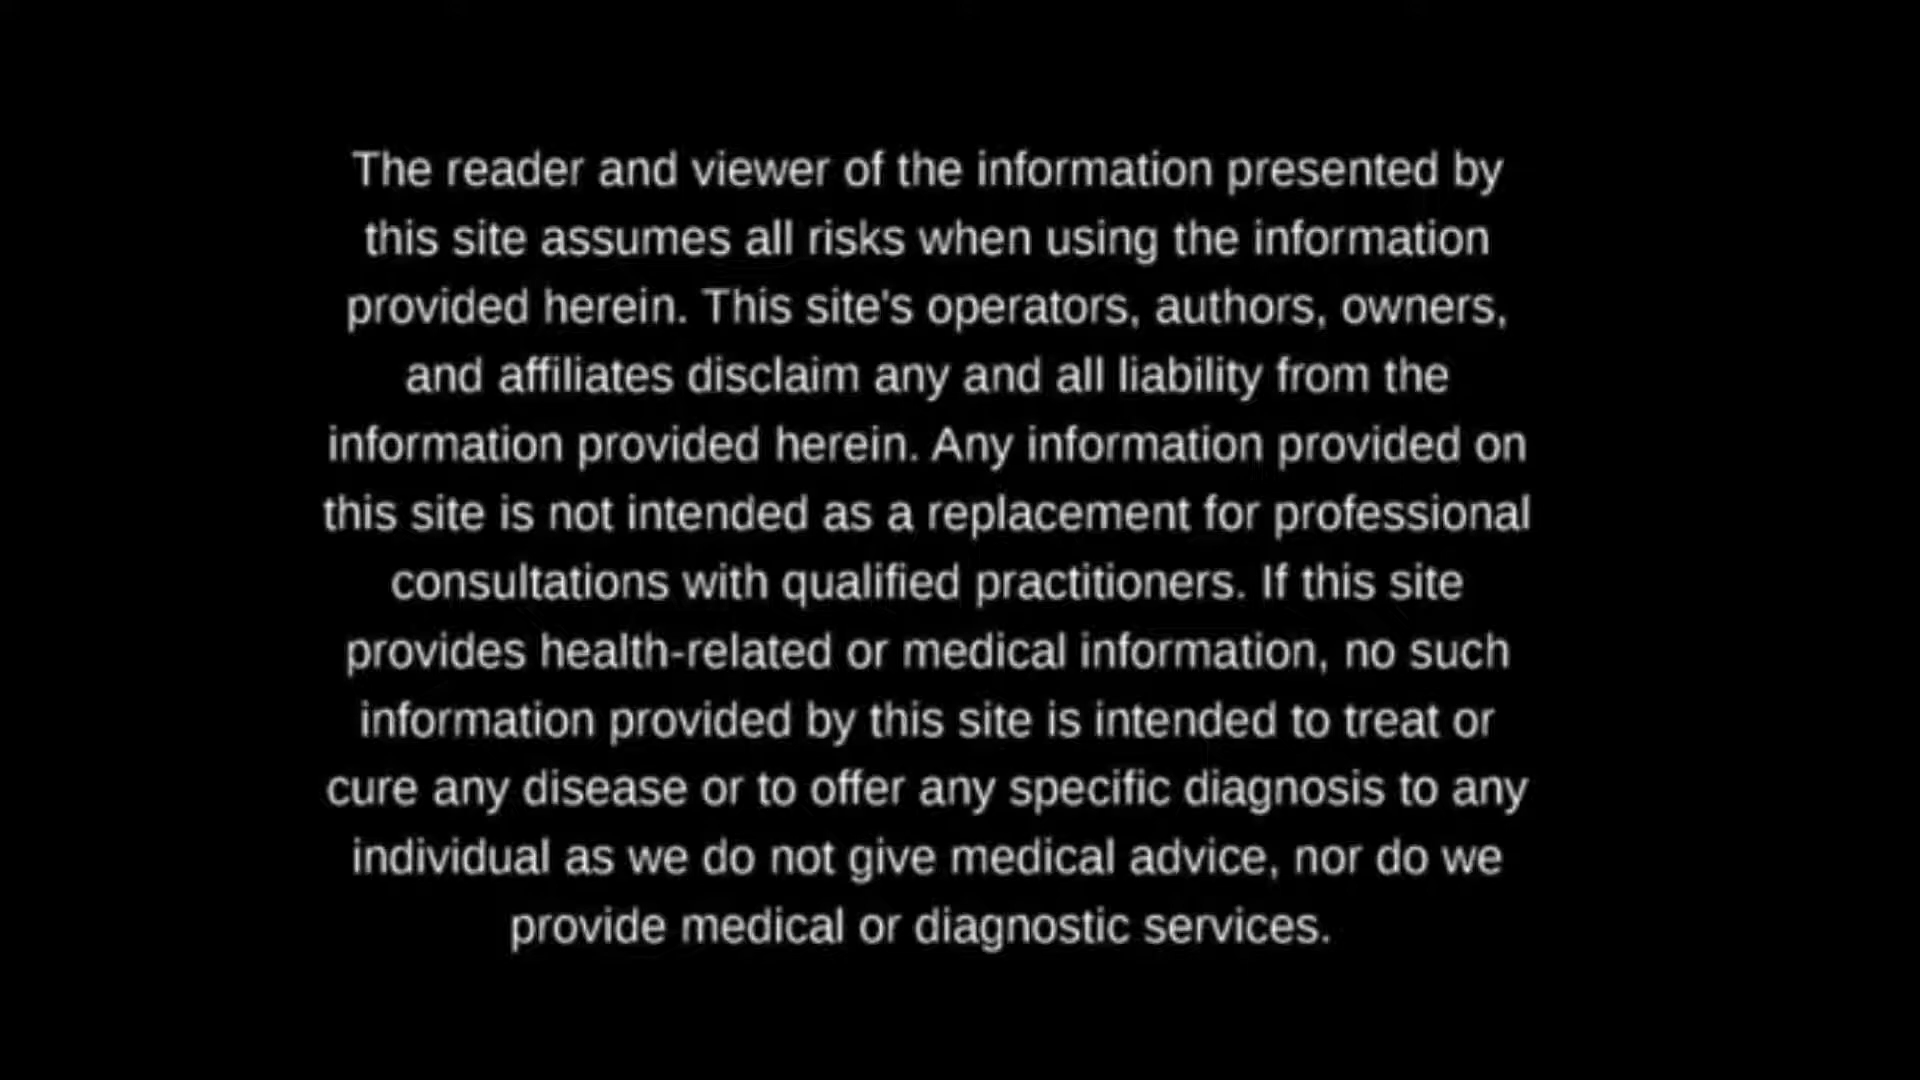 The reader and viewer of the information presented by
this site assumes all risks when using the information
provided herein. This site's operators, authors, owners,
and affiliates disclaim any and all liability from the
information provided herein. Any information provided on
this site is not intended as a replacement for professional
consultations with qualified practitioners. If this site
provides health-related or medical information, no such
information provided by this site is intended to treat or
cure any disease or to offer any specific diagnosis to any
individual as we do not give medical advice, nor do we
provide medical or diagnostic services.